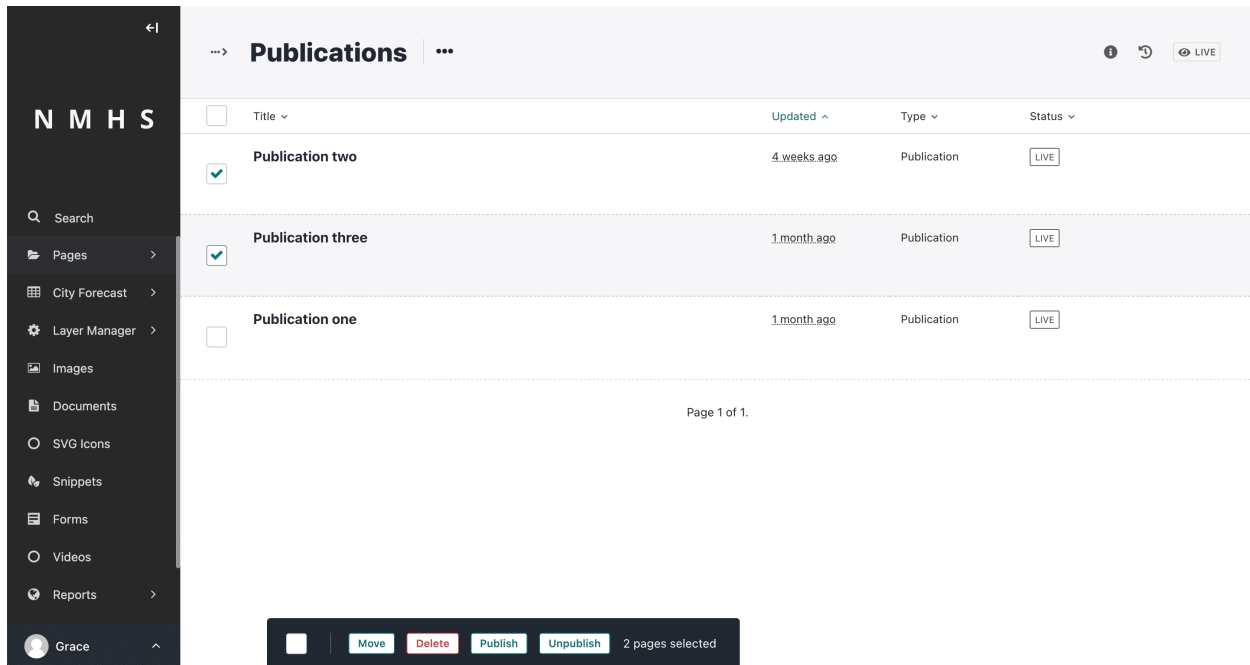 Publications
LIVE
NMHS
Title Updated Type Status
Publication two 4 weeks ago Publication LIVE
Search
Publication three 1 month ago Publication LIVE
Pages
City Forecast
Publication one 1 month ago Publication LIVE
Layer Manager
Images
Documents
Page 1 of 1.
SVG Icons
Snippets
Forms
Videos
Reports
Grace
Move Delete Publish Unpublish 2 pages selected